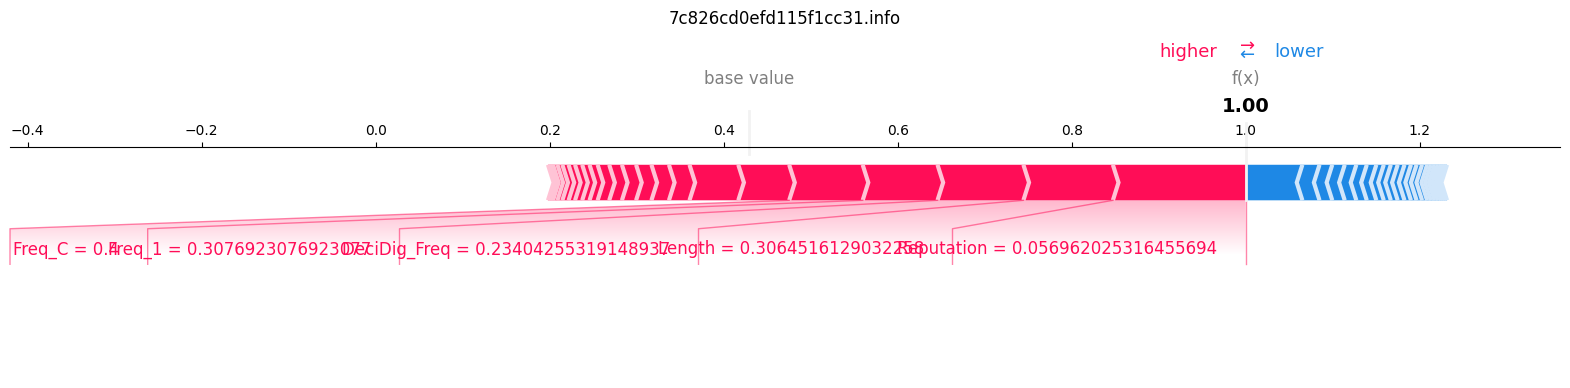 7c826cd0efd115f1cc31.info
higher → ← lower
base value f(x)
1.00
−0.4 −0.2 0.0 0.2 0.4 0.6 0.8 1.0 1.2
Freq_C = 0.4 Freq_1 = 0.3076923076923077 DeciDig_Freq = 0.23404255319148937 Length = 0.3064516129032258 Reputation = 0.056962025316455694